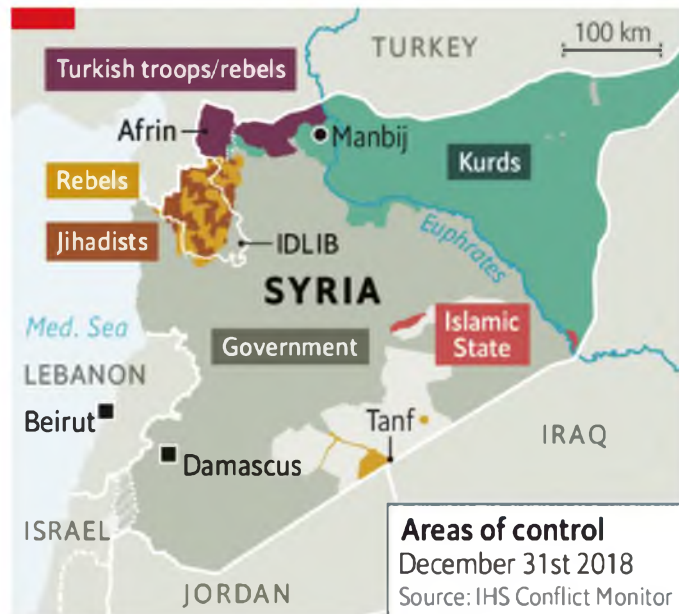 100 km
TURKEY
Turkish troops/rebels
Afrin
Manbij
Kurds
Rebels
Jihadists
IDLIB
Euphrates
SYRIA
Med. Sea
Islamic
State
Government
LEBANON
Beirut
Tanf
IRAQ
Damascus
ISRAEL
JORDAN
Areas of control
December 31st 2018
Source: IHS Conflict Monitor